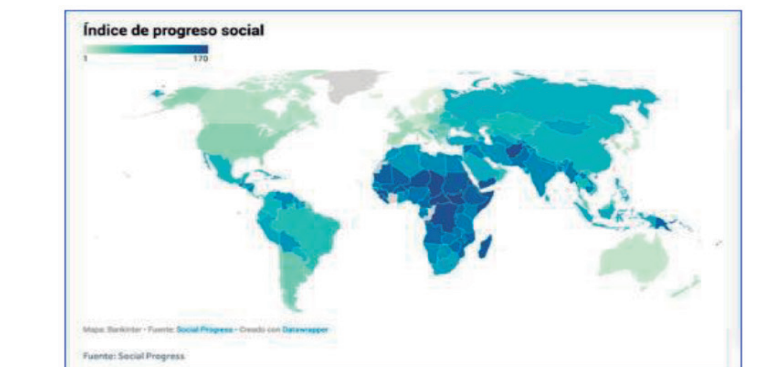 Índice de progreso social
1 170
Mapa: Bankinter • Fuente: Social Progress • Creado con Datawrapper
Fuente: Social Progress